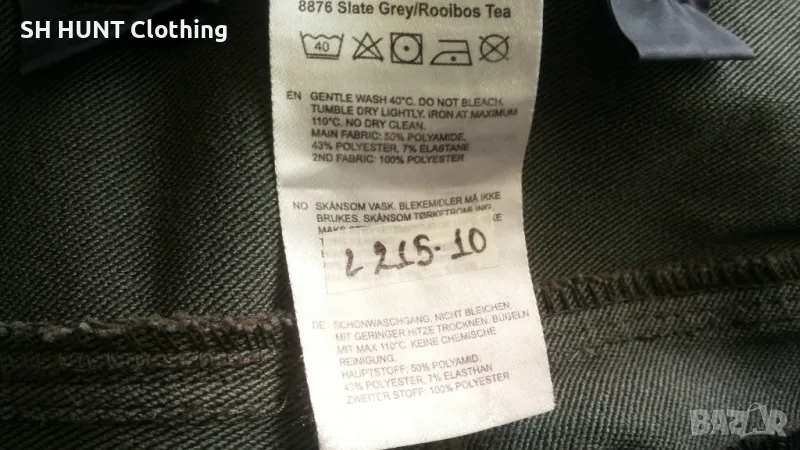 SH HUNT Clothing
8876 Slate Grey/Rooibos Tea
40
EN GENTLE WASH 40°C. DO NOT BLEACH.
TUMBLE DRY LIGHTLY. IRON AT MAXIMUM
110°C. NO DRY CLEAN.
MAIN FABRIC: 50% POLYAMIDE,
43% POLYESTER, 7% ELASTANE
2ND FABRIC: 100% POLYESTER
NO SKÅNSOM VASK. BLEKEMIDLER MÅ IKKE
BRUKES. SKÅNSOM TØRKETROMLING,
MAKS
L 215-10
DE SCHONWASCHGANG, NICHT BLEICHEN.
MIT GERINGER HITZE TROCKNEN. BÜGELN
MIT MAX 110°C. KEINE CHEMISCHE
REINIGUNG.
HAUPTSTOFF: 50% POLYAMID,
43% POLYESTER, 7% ELASTHAN
ZWEITER STOFF: 100% POLYESTER
BAZAR